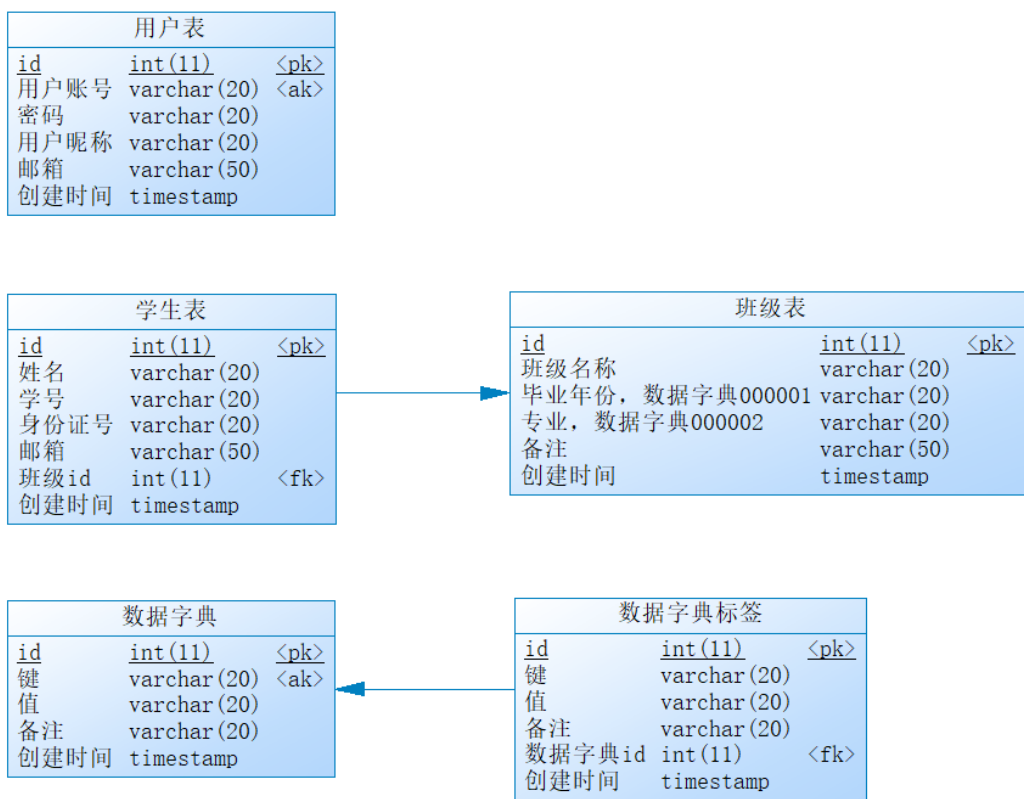 用户表
id int(11) <pk>
用户账号 varchar(20) <ak>
密码 varchar(20)
用户昵称 varchar(20)
邮箱 varchar(50)
创建时间 timestamp
学生表
id int(11) <pk>
姓名 varchar(20)
学号 varchar(20)
身份证号 varchar(20)
邮箱 varchar(50)
班级id int(11) <fk>
创建时间 timestamp
班级表
id int(11) <pk>
班级名称 varchar(20)
毕业年份，数据字典000001 varchar(20)
专业，数据字典000002 varchar(20)
备注 varchar(50)
创建时间 timestamp
数据字典
id int(11) <pk>
键 varchar(20) <ak>
值 varchar(20)
备注 varchar(20)
创建时间 timestamp
数据字典标签
id int(11) <pk>
键 varchar(20)
值 varchar(20)
备注 varchar(20)
数据字典id int(11) <fk>
创建时间 timestamp